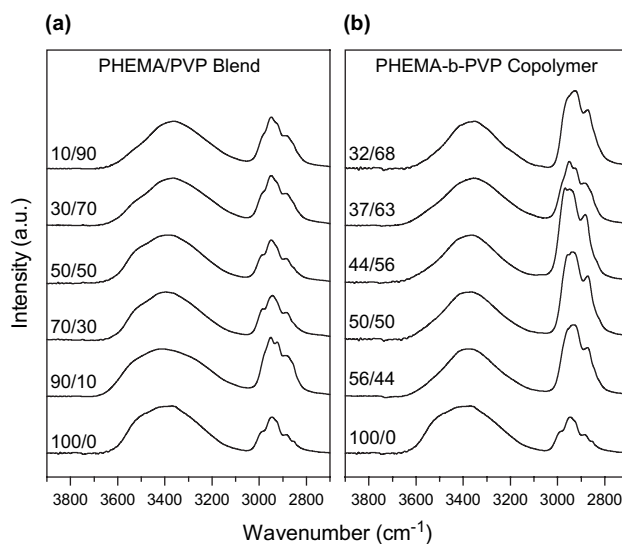 (a)
(b)
PHEMA/PVP Blend
PHEMA-b-PVP Copolymer
10/90
30/70
50/50
70/30
90/10
100/0
32/68
37/63
44/56
50/50
56/44
100/0
Intensity (a.u.)
3800 3600 3400 3200 3000 2800
3800 3600 3400 3200 3000 2800
Wavenumber (cm⁻¹)